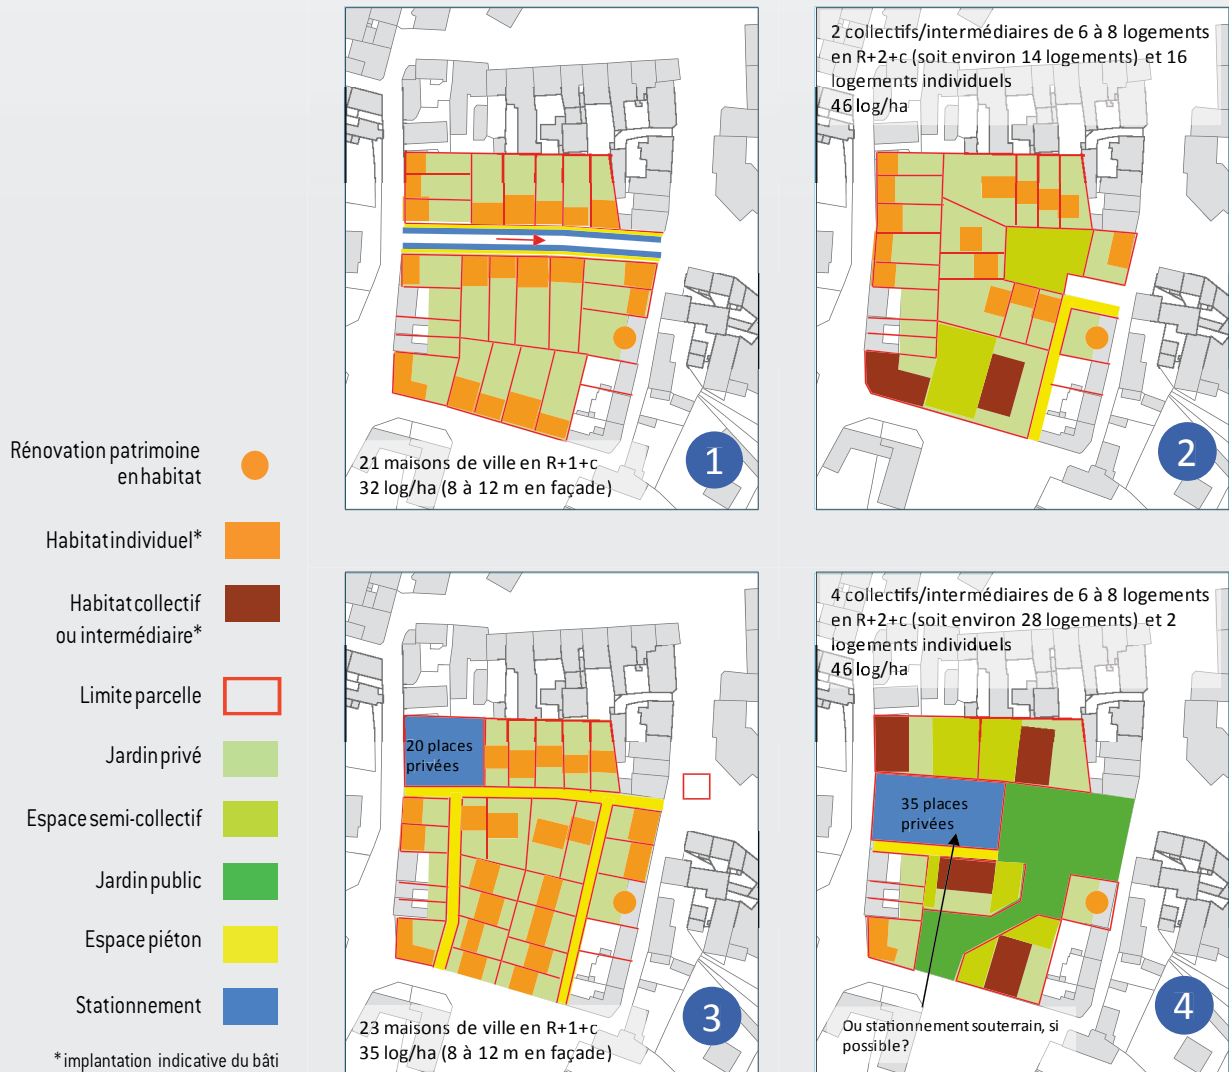 Rénovation patrimoine
en habitat
Habitat individuel*
Habitat collectif
ou intermédiaire*
Limite parcelle
Jardin privé
Espace semi-collectif
Jardin public
Espace piéton
Stationnement
*implantation indicative du bâti
21 maisons de ville en R+1+c
32 log/ha (8 à 12 m en façade)
1
2 collectifs/intermédiaires de 6 à 8 logements
en R+2+c (soit environ 14 logements) et 16
logements individuels
46 log/ha
2
20 places
privées
23 maisons de ville en R+1+c
35 log/ha (8 à 12 m en façade)
3
4 collectifs/intermédiaires de 6 à 8 logements
en R+2+c (soit environ 28 logements) et 2
logements individuels
46 log/ha
35 places
privées
Ou stationnement souterrain, si
possible?
4